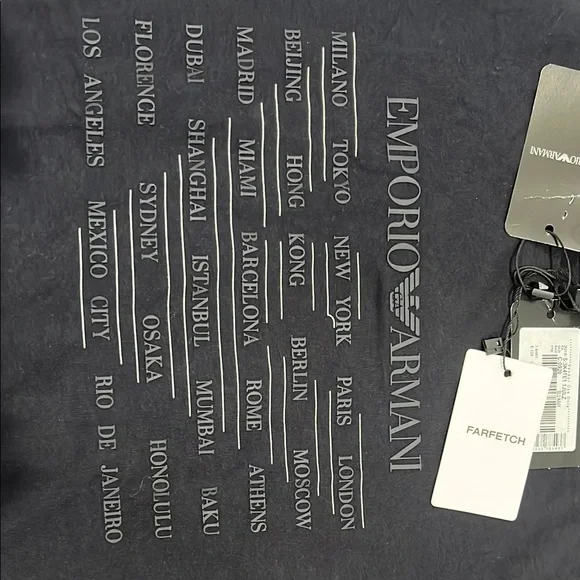 EMPORIO ARMANI
MILANO TOKYO NEW YORK PARIS LONDON
BEIJING HONG KONG BERLIN MOSCOW
MADRID MIAMI BARCELONA ROME ATHENS
DUBAI SHANGHAI ISTANBUL MUMBAI BAKU
FLORENCE SYDNEY OSAKA HONOLULU
LOS ANGELES MEXICO CITY RIO DE JANEIRO
ARMANI
FARFETCH